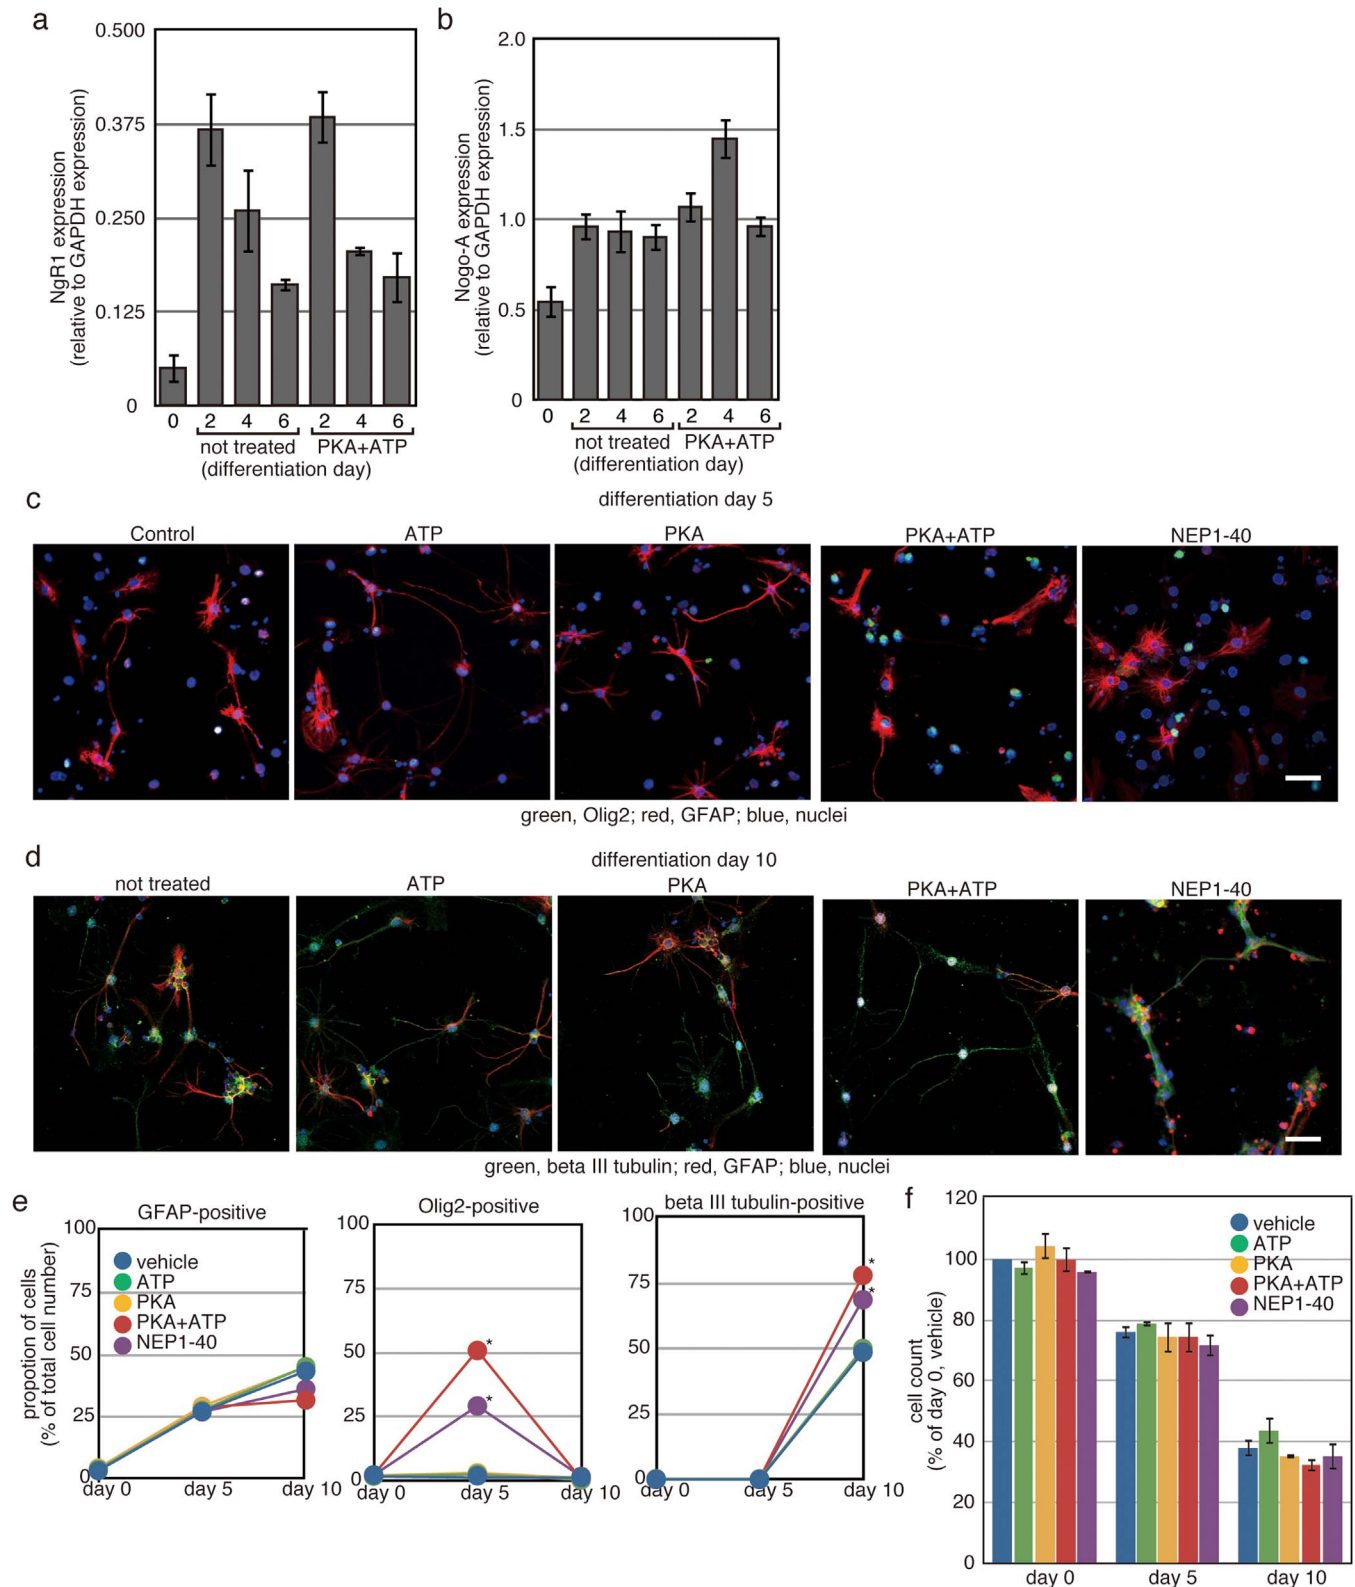 a
0.500
0.375
0.250
0.125
0
NgR1 expression
(relative to GAPDH expression)
0 2 4 6 2 4 6
not treated PKA+ATP
(differentiation day)
b
2.0
1.5
1.0
0.5
0
Nogo-A expression
(relative to GAPDH expression)
0 2 4 6 2 4 6
not treated PKA+ATP
(differentiation day)
c
differentiation day 5
Control ATP PKA PKA+ATP NEP1-40
green, Olig2; red, GFAP; blue, nuclei
d
differentiation day 10
not treated ATP PKA PKA+ATP NEP1-40
green, beta III tubulin; red, GFAP; blue, nuclei
e
GFAP-positive
100
75
50
25
0
propotion of cells
(% of total cell number)
vehicle
ATP
PKA
PKA+ATP
NEP1-40
day 0 day 5 day 10
Olig2-positive
100
75
50
25
0
*
*
day 0 day 5 day 10
beta III tubulin-positive
100
75
50
25
0
*
*
day 0 day 5 day 10
f
120
100
80
60
40
20
0
cell count
(% of day 0, vehicle)
vehicle
ATP
PKA
PKA+ATP
NEP1-40
day 0 day 5 day 10